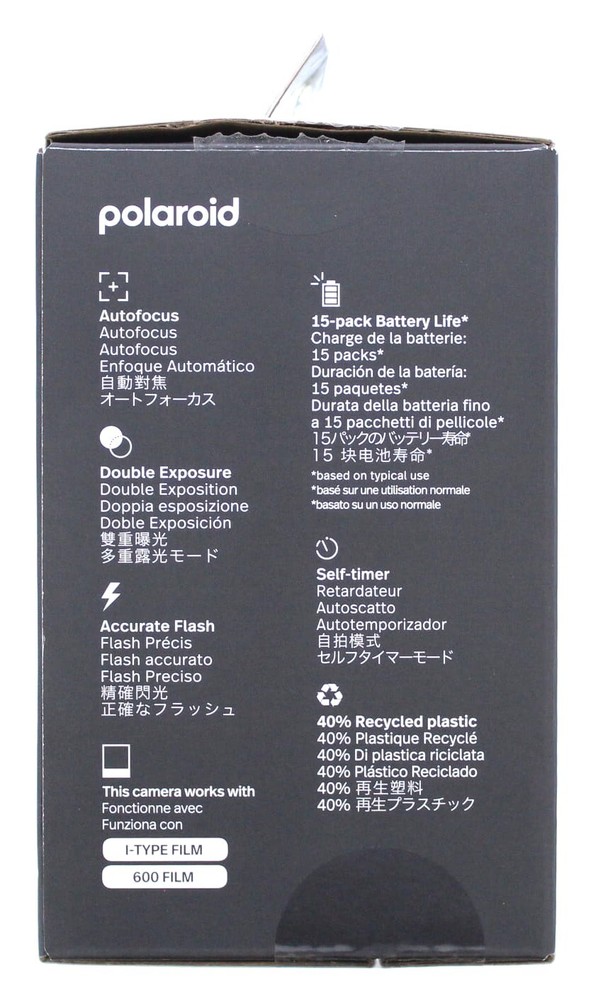 polaroid
Autofocus
Autofocus
Autofocus
Enfoque Automático
自動對焦
オートフォーカス
Double Exposure
Double Exposition
Doppia esposizione
Doble Exposición
雙重曝光
多重露光モード
Accurate Flash
Flash Précis
Flash accurato
Flash Preciso
精確閃光
正確なフラッシュ
This camera works with
Fonctionne avec
Funziona con
I-TYPE FILM
600 FILM
15-pack Battery Life*
Charge de la batterie:
15 packs*
Duración de la batería:
15 paquetes*
Durata della batteria fino
a 15 pacchetti di pellicole*
15パックのバッテリー寿命*
15 块电池寿命*
*based on typical use
*basé sur une utilisation normale
*basato su un uso normale
Self-timer
Retardateur
Autoscatto
Autotemporizador
自拍模式
セルフタイマーモード
40% Recycled plastic
40% Plastique Recyclé
40% Di plastica riciclata
40% Plástico Reciclado
40% 再生塑料
40% 再生プラスチック